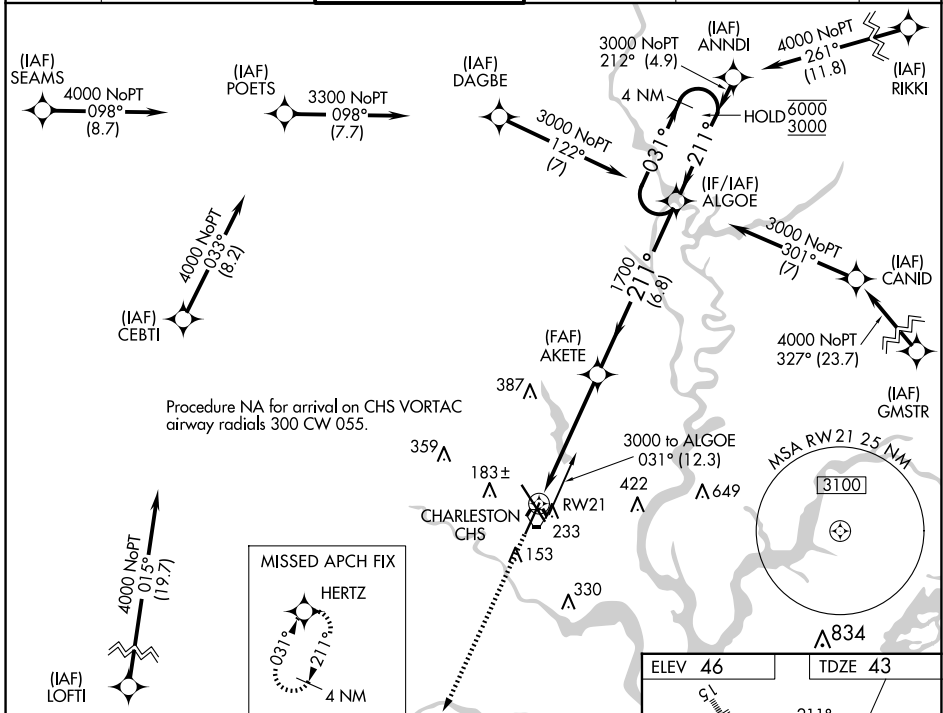 (IAF)
SEAMS
4000 NoPT
098°
(8.7)
(IAF)
POETS
3300 NoPT
098°
(7.7)
(IAF)
DAGBE
3000 NoPT
122°
(7)
3000 NoPT
212° (4.9)
(IAF)
ANNDI
4000 NoPT
261°
(11.8)
(IAF)
RIKKI
4 NM
HOLD 6000
3000
031°
211°
(IF/IAF)
ALGOE
3000 NoPT
301°
(7)
(IAF)
CANID
4000 NoPT
327° (23.7)
(IAF)
GMSTR
4000 NoPT
033°
(8.2)
(IAF)
CEBTI
1700
211°
(6.8)
(FAF)
AKETE
387
Procedure NA for arrival on CHS VORTAC
airway radials 300 CW 055.
359
183±
3000 to ALGOE
031° (12.3)
422
649
MSA RW 21 25 NM
3100
CHARLESTON
CHS
RW21
233
153
330
834
4000 NoPT
015°
(19.7)
(IAF)
LOFTI
MISSED APCH FIX
HERTZ
031°
211°
4 NM
ELEV 46
TDZE 43
15
211°